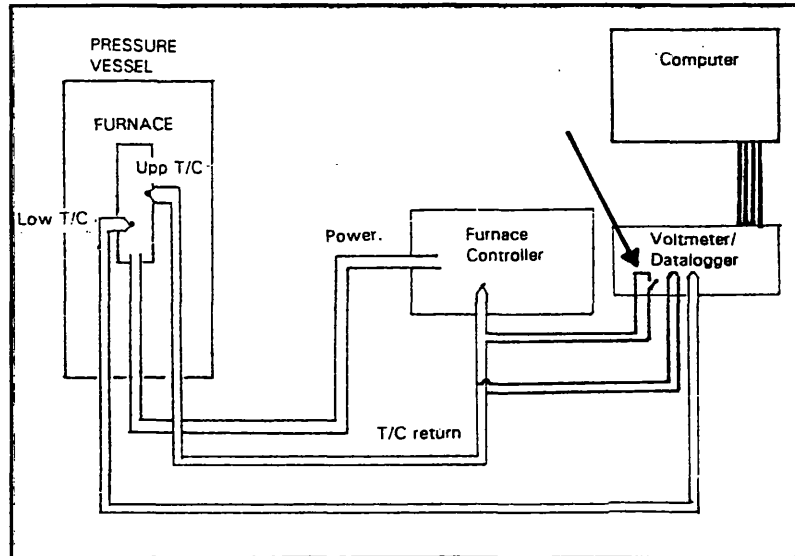 PRESSURE
VESSEL
Computer
FURNACE
Upp T/C
Low T/C
Power.
Furnace
Controller
Voltmeter/
Datalogger
T/C return